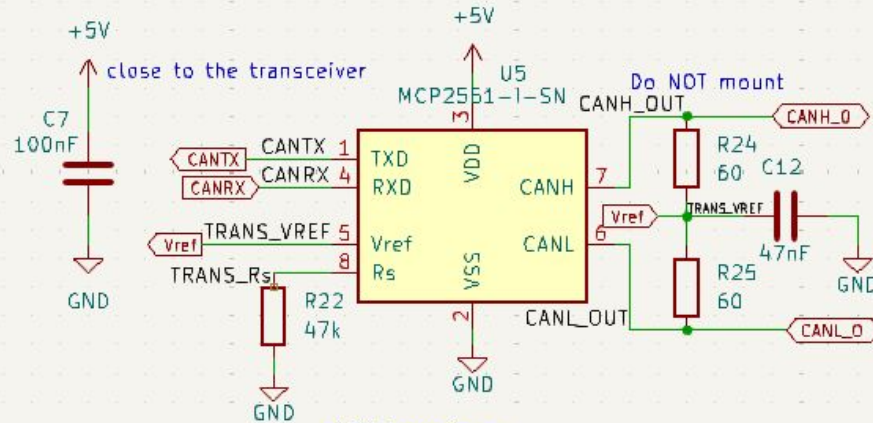 +5V
+5V
close to the transceiver
U5
MCP2551-I-SN
Do NOT mount
C7
100nF
CANH_OUT
CANH_O
CANTX
CANTX
1
TXD
3
VDD
R24
60
C12
CANRX
CANRX
4
RXD
CANH
7
Vref
TRANS_VREF
47nF
Vref
TRANS_VREF
5
Vref
CANL
6
TRANS_Rs
8
Rs
VSS
GND
GND
R22
47k
2
CANL_OUT
R25
60
CANL_O
GND
GND